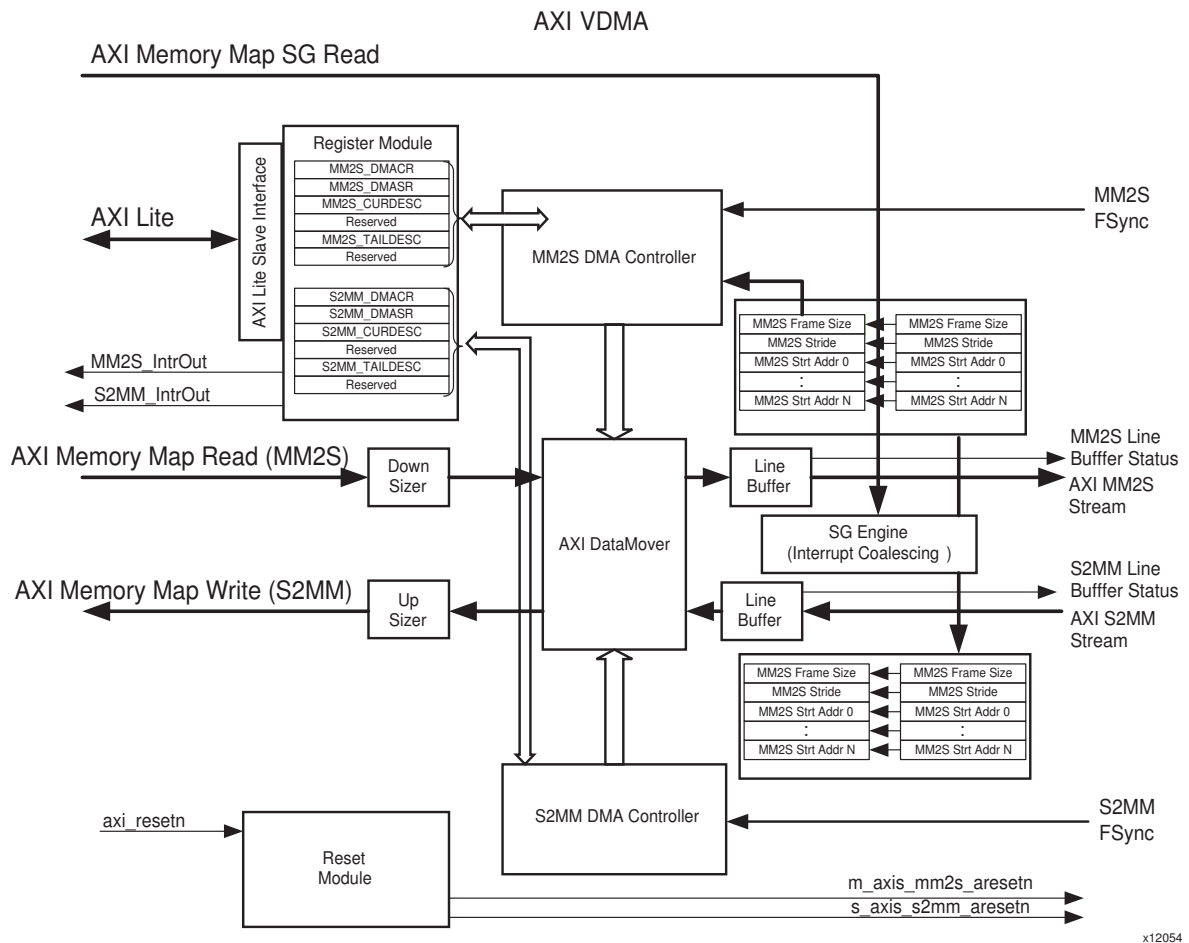 AXI VDMA
AXI Memory Map SG Read
Register Module
MM2S_DMACR
MM2S_DMASR
MM2S_CURDESC
Reserved
MM2S_TAILDESC
Reserved
S2MM_DMACR
S2MM_DMASR
S2MM_CURDESC
Reserved
S2MM_TAILDESC
Reserved
AXI Lite Slave Interface
AXI Lite
MM2S_IntrOut
S2MM_IntrOut
MM2S DMA Controller
MM2S
FSync
MM2S Frame Size
MM2S Stride
MM2S Strt Addr 0
:
MM2S Strt Addr N
MM2S Frame Size
MM2S Stride
MM2S Strt Addr 0
:
MM2S Strt Addr N
AXI Memory Map Read (MM2S)
Down
Sizer
AXI DataMover
Line
Buffer
MM2S Line
Bufffer Status
AXI MM2S
Stream
SG Engine
(Interrupt Coalescing )
AXI Memory Map Write (S2MM)
Up
Sizer
Line
Buffer
S2MM Line
Bufffer Status
AXI S2MM
Stream
MM2S Frame Size
MM2S Stride
MM2S Strt Addr 0
:
MM2S Strt Addr N
MM2S Frame Size
MM2S Stride
MM2S Strt Addr 0
:
MM2S Strt Addr N
S2MM DMA Controller
S2MM
FSync
axi_resetn
Reset
Module
m_axis_mm2s_aresetn
s_axis_s2mm_aresetn
x12054